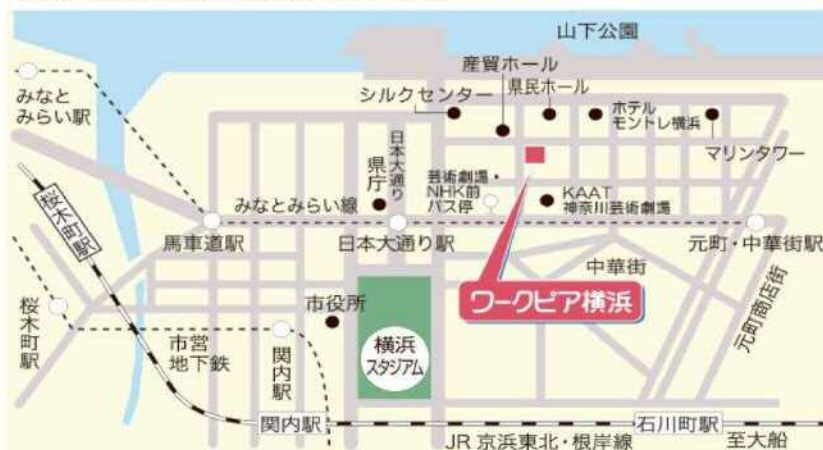 山下公園
産貿ホール
シルクセンター
県民ホール
ホテル
モントレ横浜
マリンタワー
みなと
みらい駅
日本大通り
県庁
芸術劇場・
NHK前
バス停
KAAT
神奈川芸術劇場
桜木町駅
みなとみらい線
馬車道駅
日本大通り駅
元町・中華街駅
中華街
ワークピア横浜
元町商店街
桜木町駅
市役所
市営
地下鉄
関内駅
横浜
スタジアム
関内駅
石川町駅
JR 京浜東北・根岸線
至大船